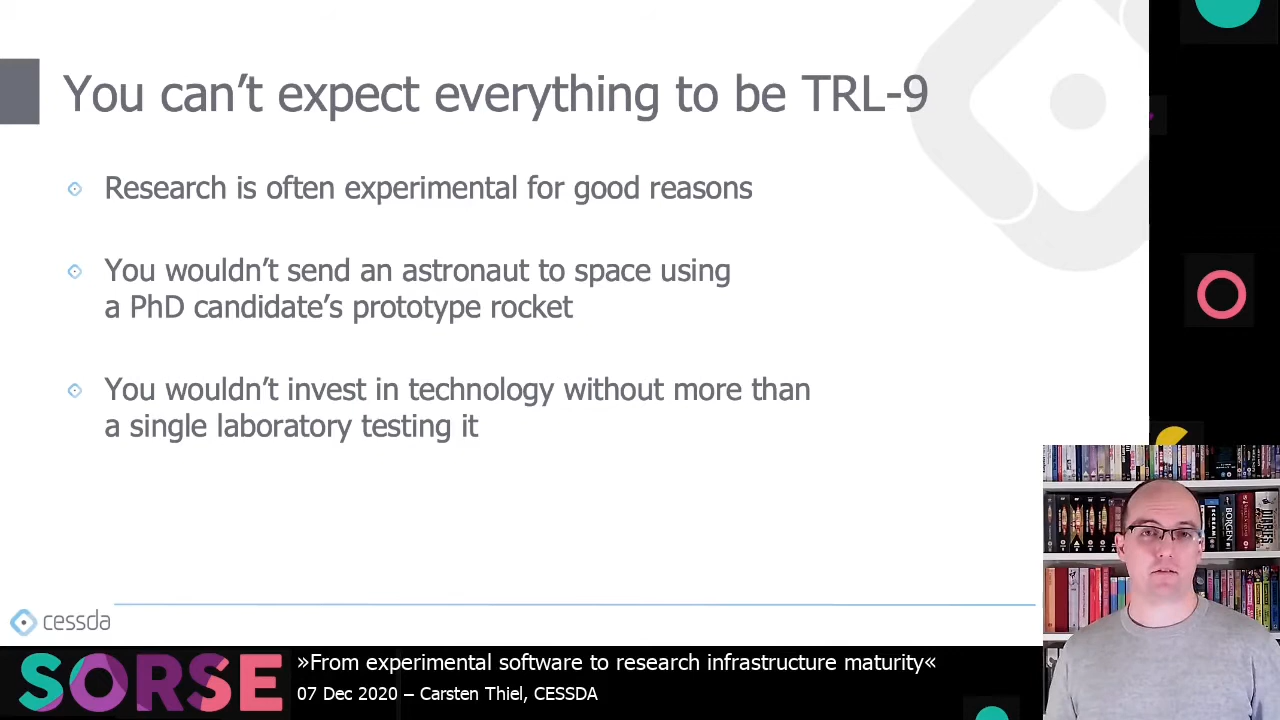 You can't expect everything to be TRL-9
Research is often experimental for good reasons
You wouldn't send an astronaut to space using
a PhD candidate's prototype rocket
You wouldn't invest in technology without more than
a single laboratory testing it
cessda
SORSE
»From experimental software to research infrastructure maturity«
07 Dec 2020 – Carsten Thiel, CESSDA
BORGEN
SCREAM